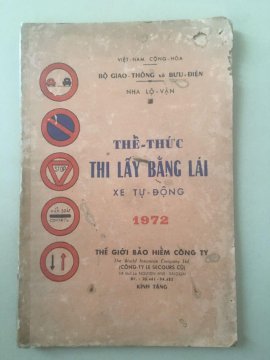 VIỆT-NAM CỘNG-HÒA
BỘ GIAO-THÔNG và BƯU-ĐIỆN
NHA LỘ-VẬN
THỂ-THỨC
THI LẤY BẰNG LÁI
XE TỰ-ĐỘNG
1972
STOP
THẾ GIỚI BẢO HIỂM CÔNG TY
The World Insurance Company Ltd.
(CÔNG TY LE SECOURS CŨ)
KÍNH TẶNG